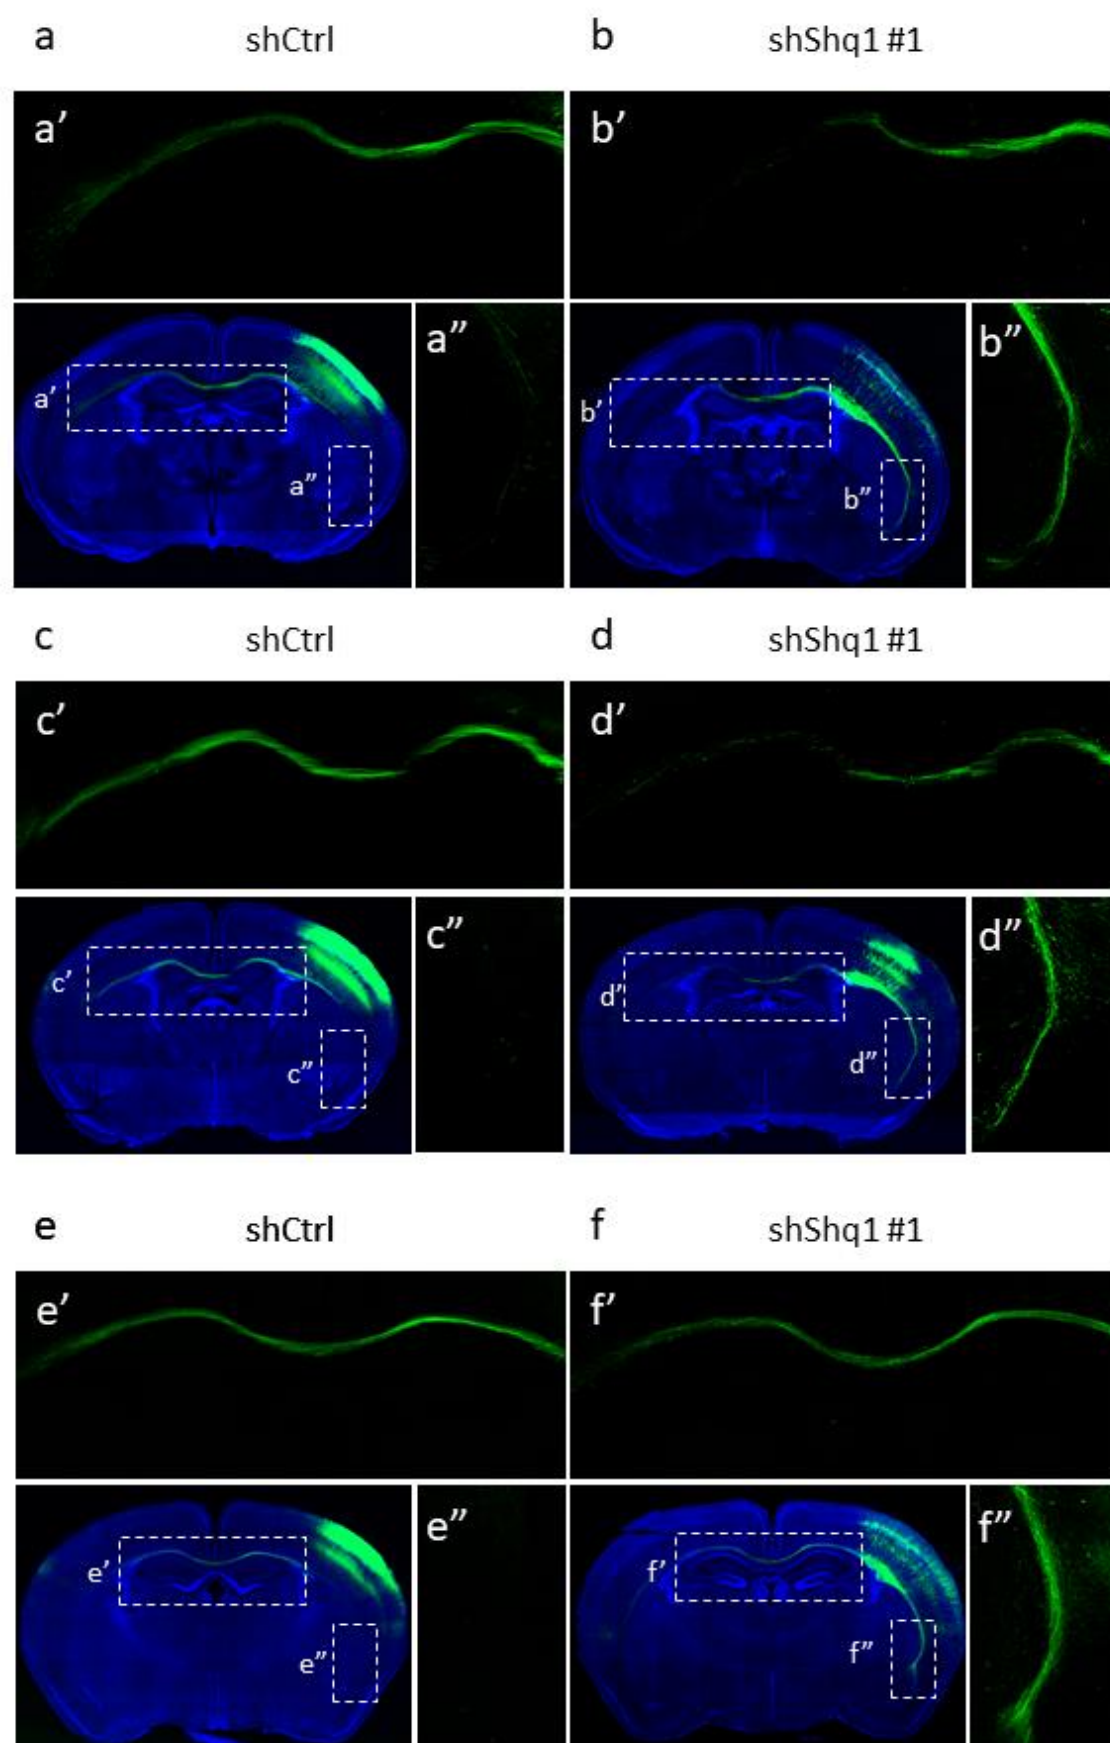 a shCtrl b shShq1 #1
a’ b’
a” b”
a’ b’
a” b”
c shCtrl d shShq1 #1
c’ d’
c” d”
c’ d’
c” d”
e shCtrl f shShq1 #1
e’ f’
e” f”
e’ f’
e” f”